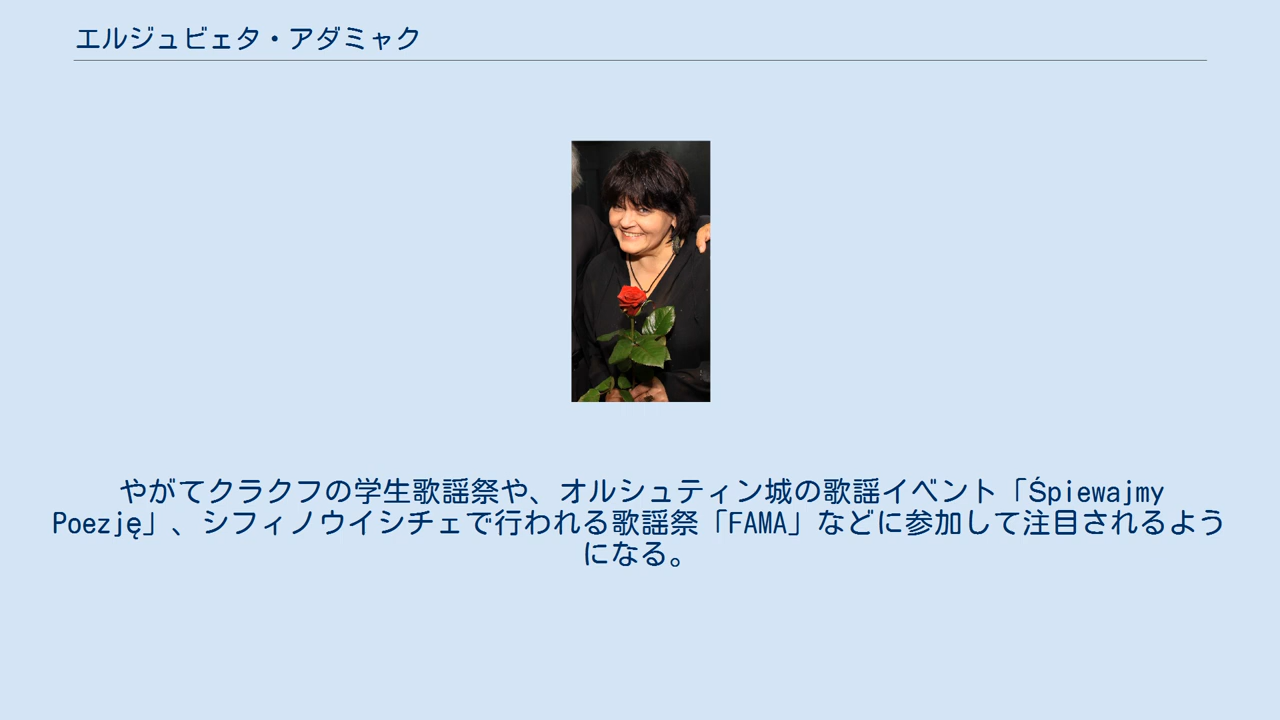 エルジュビェタ・アダミャク
やがてクラクフの学生歌謡祭や、オルシュティン城の歌謡イベント「Śpiewajmy
Poezję」、シフィノウイシチェで行われる歌謡祭「FAMA」などに参加して注目されるよう
になる。